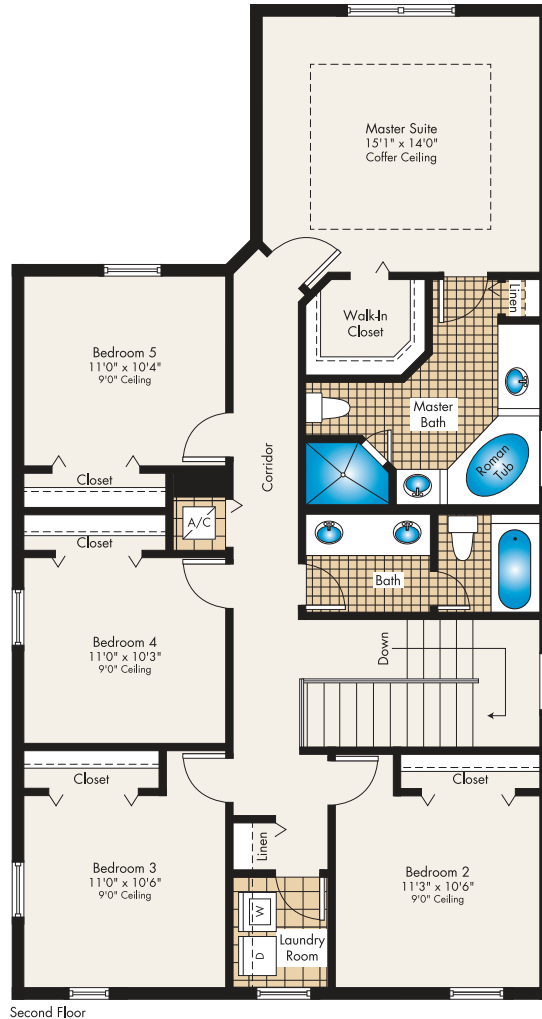 Master Suite
15'1" x 14'0"
Coffer Ceiling
Linen
Walk-In
Closet
Bedroom 5
11'0" x 10'4"
9'0" Ceiling
Master
Bath
Roman
Tub
Corridor
Closet
A/C
Closet
Bath
Bedroom 4
11'0" x 10'3"
9'0" Ceiling
Down
Closet
Closet
Bedroom 3
11'0" x 10'6"
9'0" Ceiling
Linen
Bedroom 2
11'3" x 10'6"
9'0" Ceiling
W
D
Laundry
Room
Second Floor